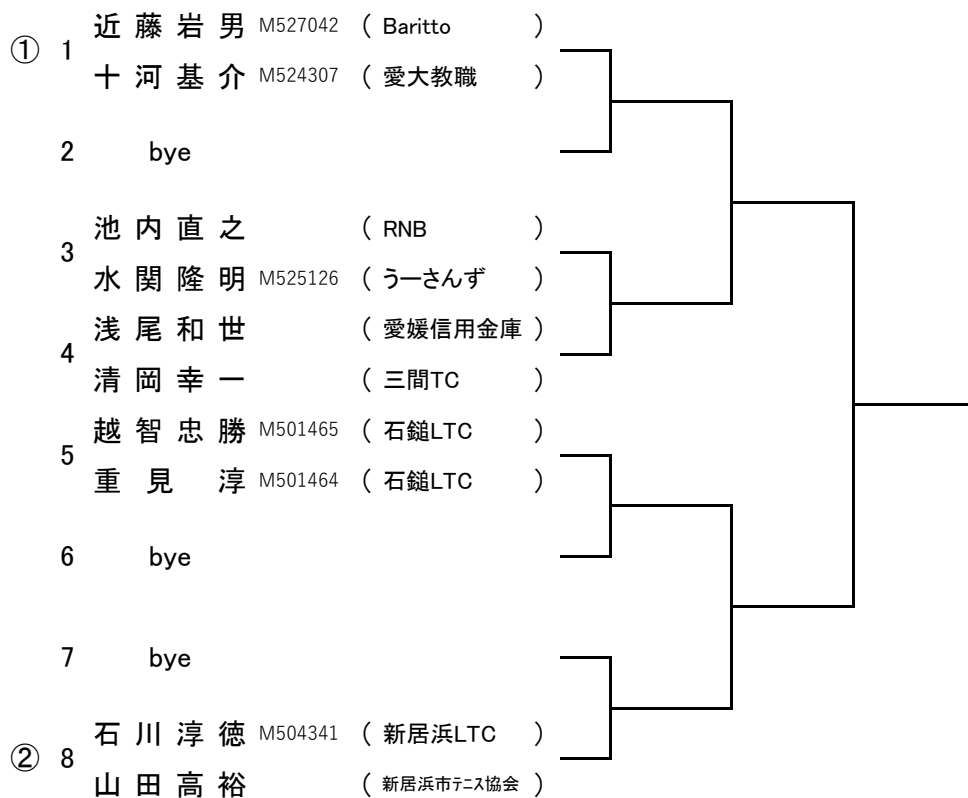 近藤岩男 M527042 ( Baritto )
① 1
十河基介 M524307 ( 愛大教職 )
2 bye
池内直之 ( RNB )
3
水関隆明 M525126 ( うーさんず )
浅尾和世 ( 愛媛信用金庫 )
4
清岡幸一 ( 三間TC )
越智忠勝 M501465 ( 石鎚LTC )
5
重見淳 M501464 ( 石鎚LTC )
6 bye
7 bye
石川淳徳 M504341 ( 新居浜LTC )
② 8
山田高裕 ( 新居浜市テニス協会 )